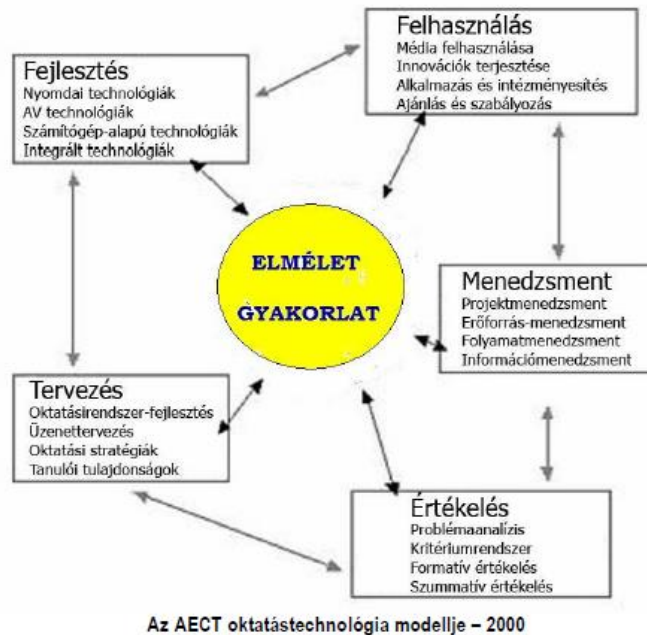 Fejlesztés
Nyomdai technológiák
AV technológiák
Számítógép-alapú technológiák
Integrált technológiák
Felhasználás
Média felhasználása
Innovációk terjesztése
Alkalmazás és intézményesítés
Ajánlás és szabályozás
ELMÉLET
GYAKORLAT
Menedzsment
Projektmenedzsment
Erőforrás-menedzsment
Folyamatmenedzsment
Információmenedzsment
Tervezés
Oktatásirendszer-fejlesztés
Üzenettervezés
Oktatási stratégiák
Tanulói tulajdonságok
Értékelés
Problémaanalízis
Kritériumrendszer
Formatív értékelés
Szummatív értékelés
Az AECT oktatástechnológia modellje – 2000